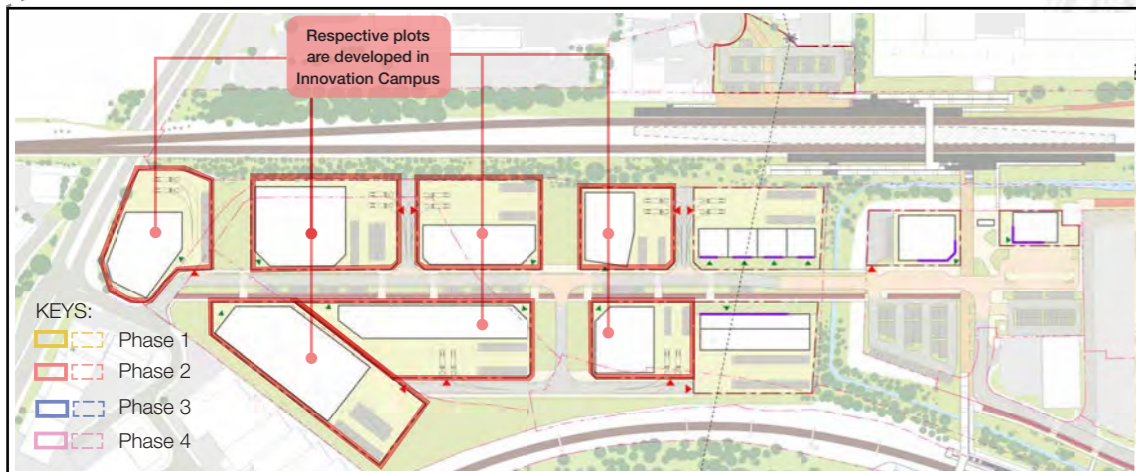 Respective plots
are developed in
Innovation Campus
KEYS:
Phase 1
Phase 2
Phase 3
Phase 4